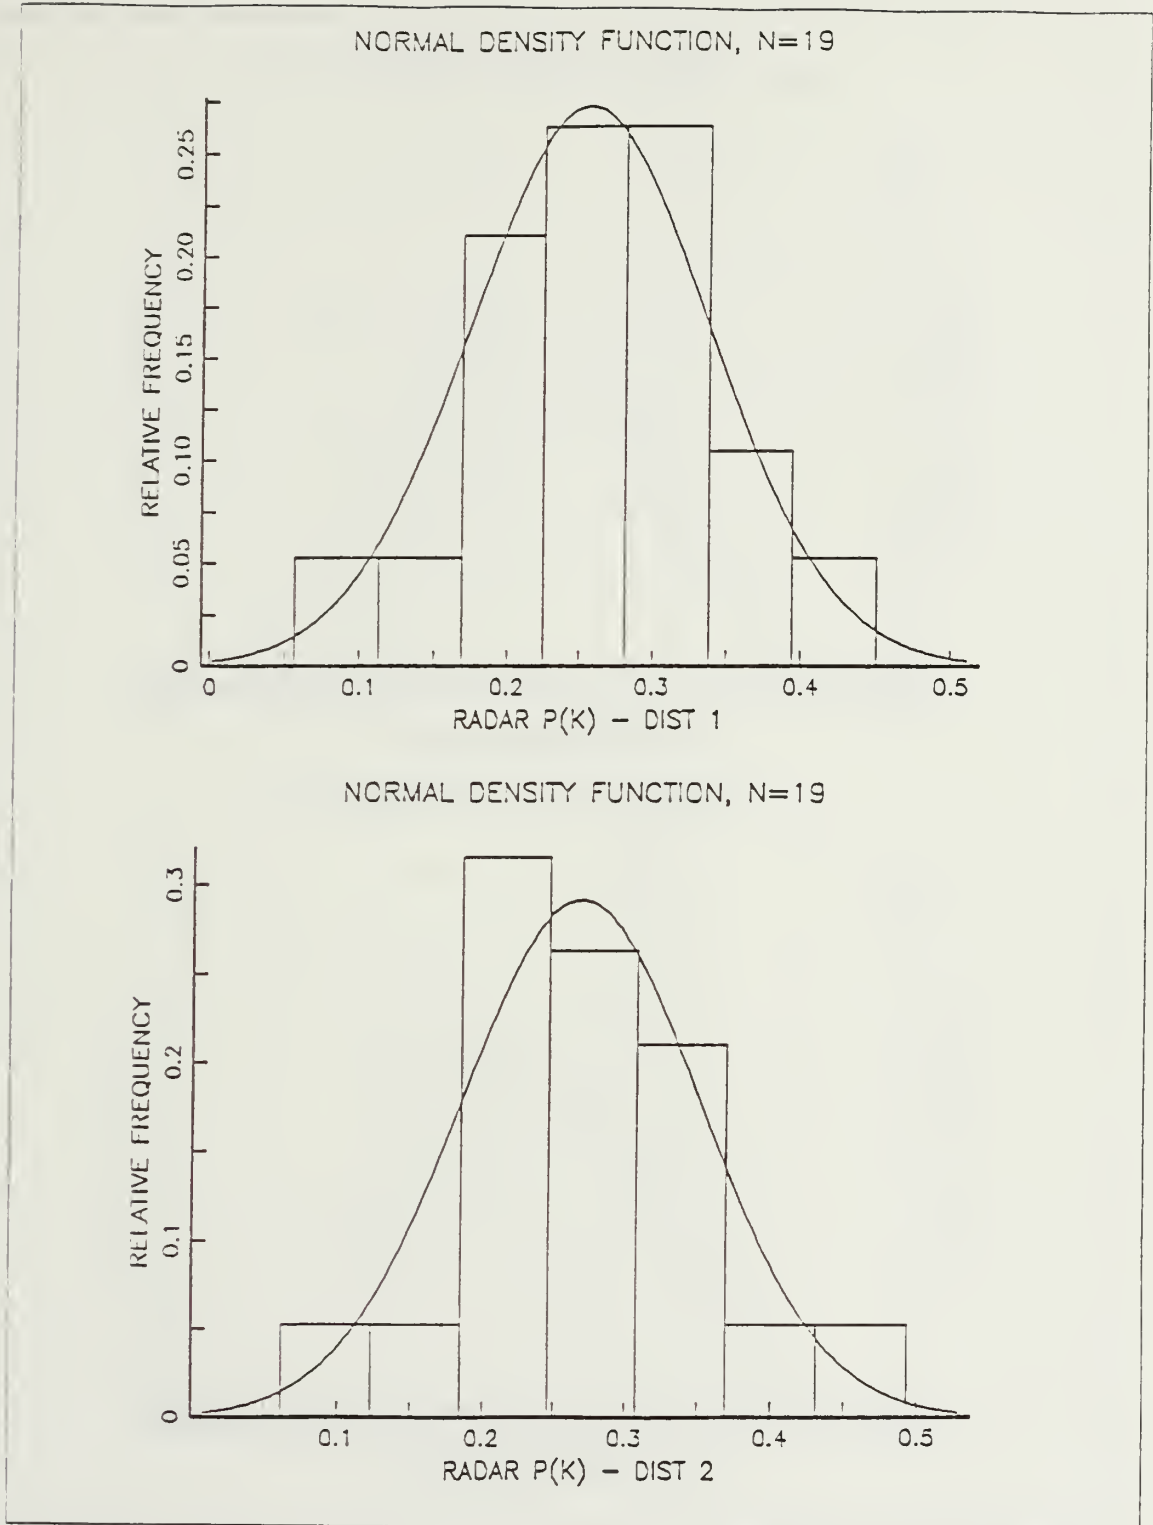 NORMAL DENSITY FUNCTION, N=19
RELATIVE FREQUENCY
0.25
0.20
0.15
0.10
0.05
0
0 0.1 0.2 0.3 0.4 0.5
RADAR P(K) – DIST 1
NORMAL DENSITY FUNCTION, N=19
RELATIVE FREQUENCY
0.3
0.2
0.1
0
0.1 0.2 0.3 0.4 0.5
RADAR P(K) – DIST 2